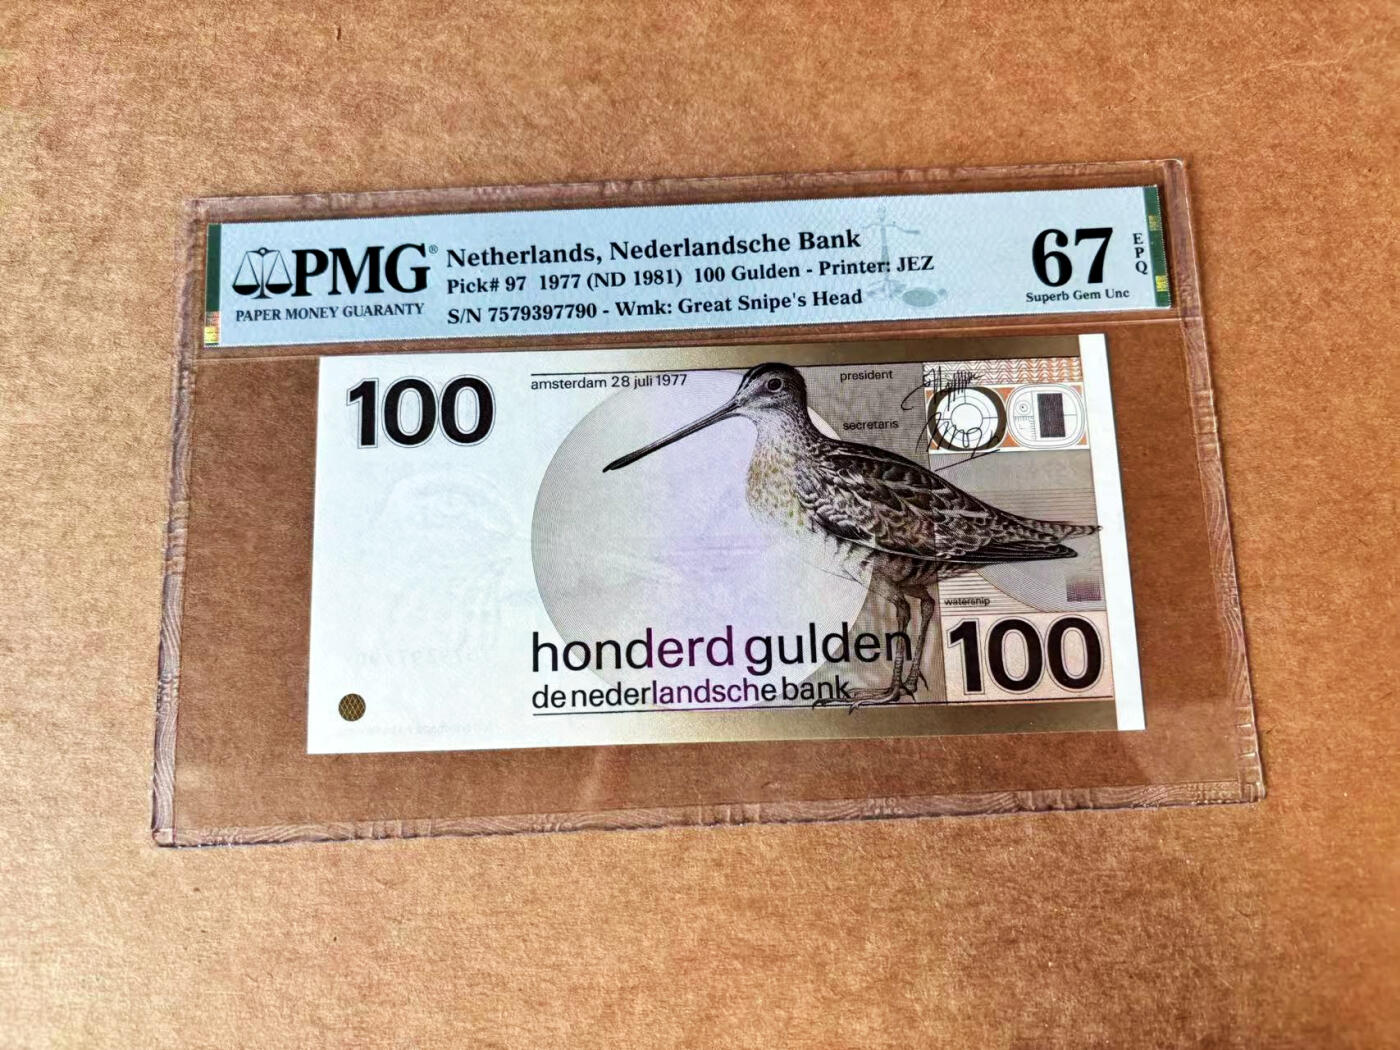 PMG®
PAPER MONEY GUARANTY
Netherlands, Nederlandsche Bank
Pick# 97 1977 (ND 1981) 100 Gulden - Printer: JEZ
S/N 7579397790 - Wmk: Great Snipe's Head
67
EPQ
Superb Gem Unc
100
amsterdam 28 juli 1977
president
secretaris
watersnip
honderd gulden
de nederlandsche bank
100